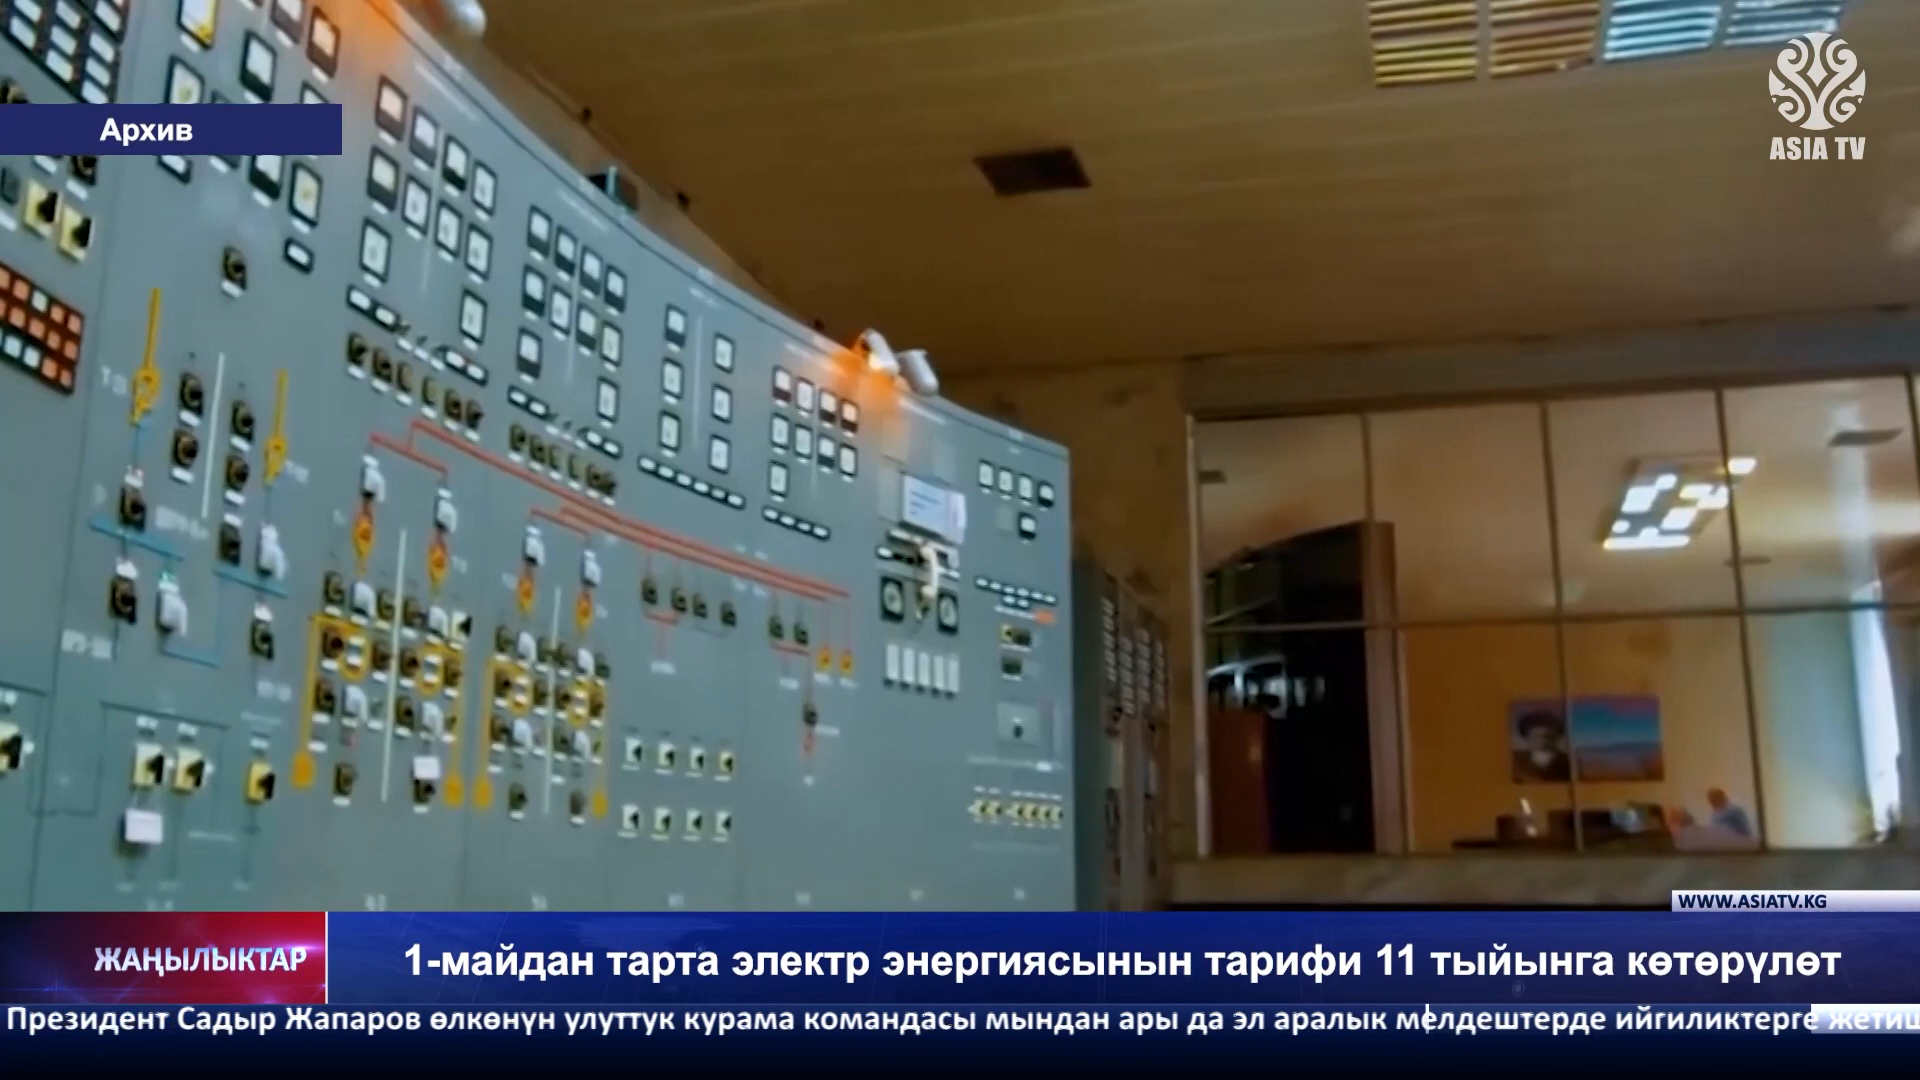 Архив
ASIA TV
WWW.ASIATV.KG
ЖАҢЫЛЫКТАР
1-майдан тарта электр энергиясынын тарифи 11 тыйынга көтөрүлөт
Президент Садыр Жапаров өлкөнүн улуттук курама командасы мындан ары да эл аралык мелдештерде ийгиликтерге жетиш